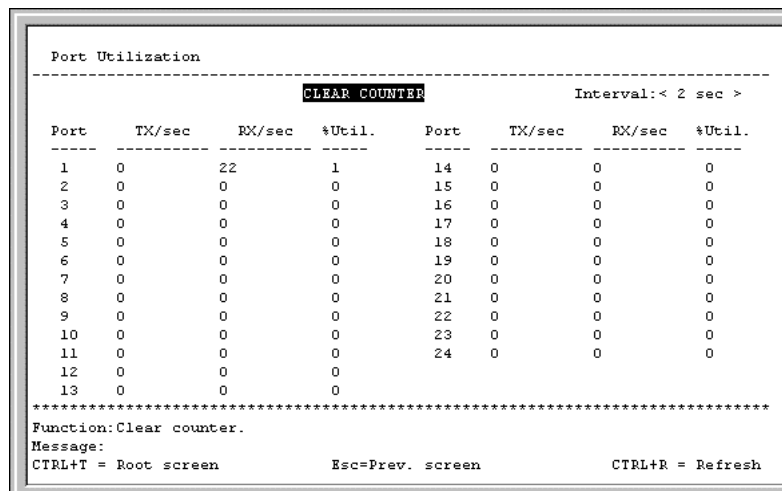 Port Utilization
--------------------------------------------------------------------------------
CLEAR COUNTER Interval:< 2 sec >
Port TX/sec RX/sec %Util. Port TX/sec RX/sec %Util.
----- ---------- ---------- ----- ----- ---------- ---------- -----
1 0 22 1 14 0 0 0
2 0 0 0 15 0 0 0
3 0 0 0 16 0 0 0
4 0 0 0 17 0 0 0
5 0 0 0 18 0 0 0
6 0 0 0 19 0 0 0
7 0 0 0 20 0 0 0
8 0 0 0 21 0 0 0
9 0 0 0 22 0 0 0
10 0 0 0 23 0 0 0
11 0 0 0 24 0 0 0
12 0 0 0
13 0 0 0
********************************************************************************
Function:Clear counter.
Message:
CTRL+T = Root screen Esc=Prev. screen CTRL+R = Refresh